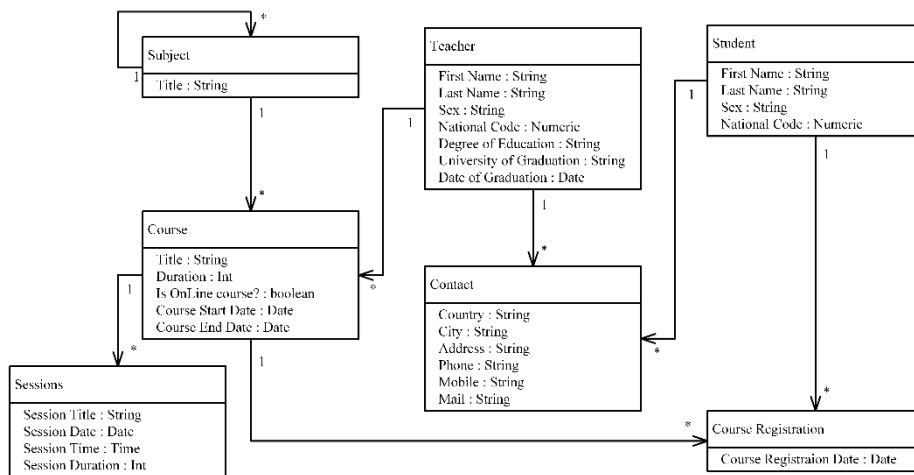 *
Subject
1
Title : String
1
*
Teacher
First Name : String
Last Name : String
Sex : String
National Code : Numeric
Degree of Education : String
University of Graduation : String
Date of Graduation : Date
1
1
*
*
Student
First Name : String
Last Name : String
Sex : String
National Code : Numeric
1
1
*
*
Course
Title : String
Duration : Int
Is OnLine course? : boolean
Course Start Date : Date
Course End Date : Date
1
*
1
*
Contact
Country : String
City : String
Address : String
Phone : String
Mobile : String
Mail : String
Sessions
Session Title : String
Session Date : Date
Session Time : Time
Session Duration : Int
Course Registration
Course Registraion Date : Date